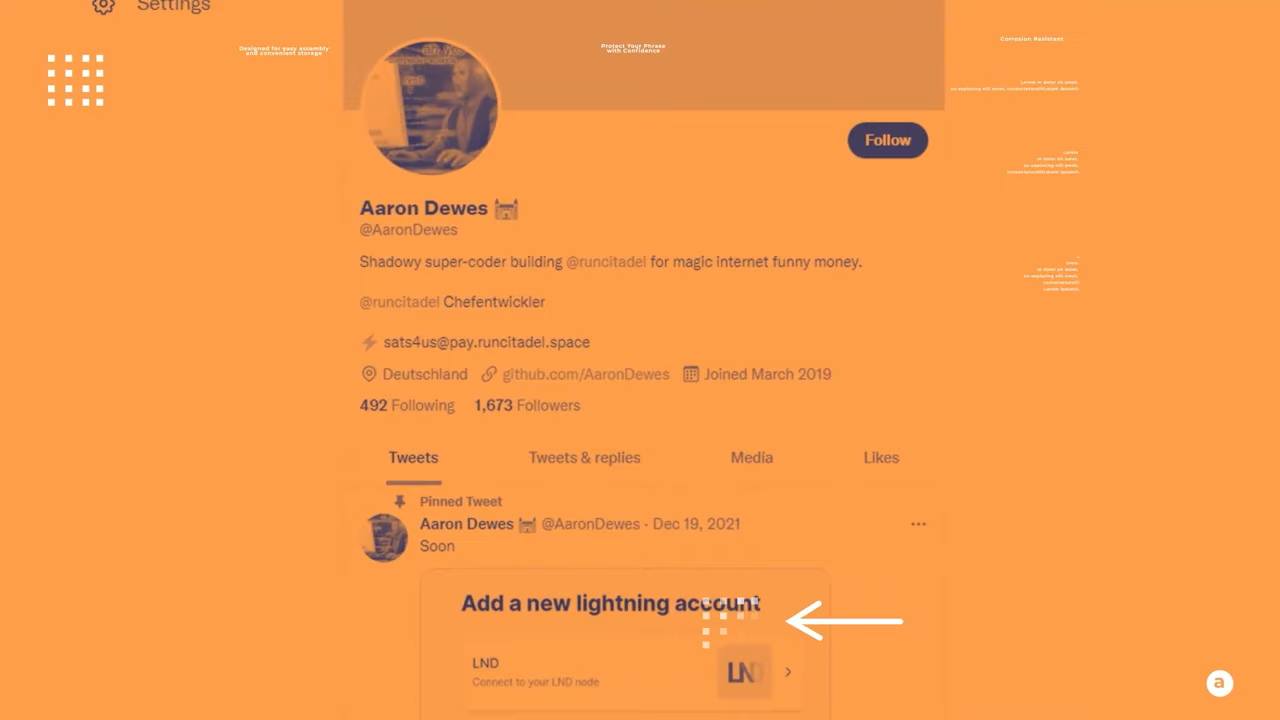 Settings
Designed for easy assembly
and convenient storage
Protect Your Phrase
with Confidence
Corrosion Resistant
Follow
Aaron Dewes
@AaronDewes
Shadowy super-coder building @runcitadel for magic internet funny money.
@runcitadel Chefentwickler
sats4us@pay.runcitadel.space
Deutschland github.com/AaronDewes Joined March 2019
492 Following 1,673 Followers
Tweets Tweets & replies Media Likes
Pinned Tweet
Aaron Dewes @AaronDewes · Dec 19, 2021
Soon
Add a new lightning account
LND
Connect to your LND node
LND
a